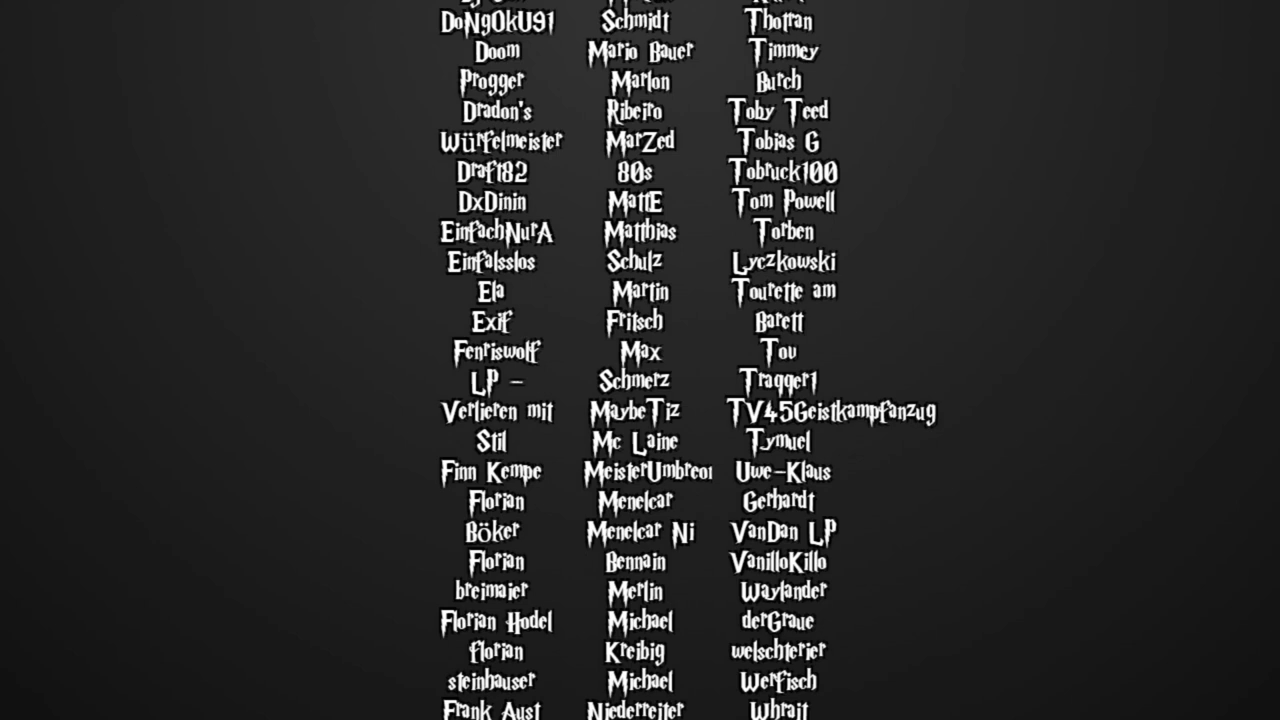 DoNgOkU91
Doom
Progger
Dradon's
Würfelmeister
Draft82
DxDinin
EinfachNurA
Einfalsslos
Ela
Exif
Fenriswolf
LP -
Verlieren mit
Stil
Finn Kempe
Florian
Böker
Florian
breimaier
Florian Hodel
florian
steinhauser
Frank Aust
Schmidt
Mario Bauer
Marlon
Ribeiro
MarZed
80s
MattE
Matthias
Schulz
Martin
Fritsch
Max
Schmerz
MaybeTiz
Mc Laine
MeisterUmbreo
Menelcar
Menelcar Ni
Bennain
Merlin
Michael
Kreibig
Michael
Niederreiter
Thotran
Timmey
Burch
Toby Teed
Tobias G
Tobruck100
Tom Powell
Torben
Lyczkowski
Tourette am
Barett
Tov
Tragger1
TV45Geistkampfanzug
Tymuel
Uwe-Klaus
Gerhardt
VanDan LP
VanilloKillo
Waylander
derGraue
welschterier
Werfisch
Whrait